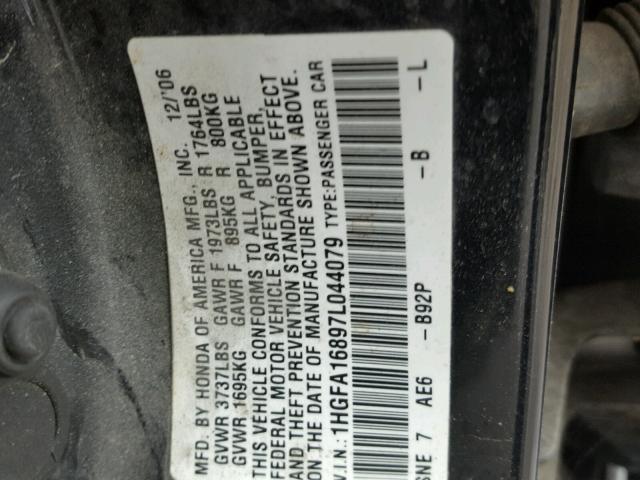 MFD. BY HONDA OF AMERICA MFG., INC. 12/'06
GVWR 3737LBS GAWR F 1973LBS R 1764LBS
GVWR 1695KG GAWR F 895KG R 800KG
THIS VEHICLE CONFORMS TO ALL APPLICABLE
FEDERAL MOTOR VEHICLE SAFETY, BUMPER,
AND THEFT PREVENTION STANDARDS IN EFFECT
ON THE DATE OF MANUFACTURE SHOWN ABOVE.
V.I.N.:1HGFA16897L044079 TYPE:PASSENGER CAR
SNE 7 AE6 -B92P -B -L